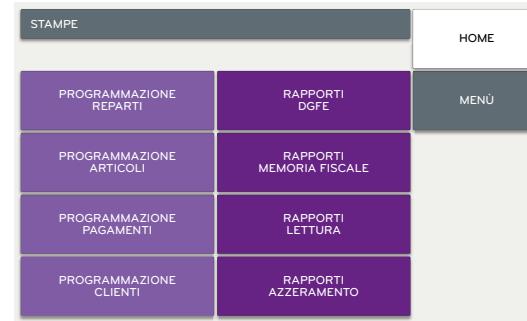 STAMPE
HOME
PROGRAMMAZIONE
REPARTI
RAPPORTI
DGFE
MENÙ
PROGRAMMAZIONE
ARTICOLI
RAPPORTI
MEMORIA FISCALE
PROGRAMMAZIONE
PAGAMENTI
RAPPORTI
LETTURA
PROGRAMMAZIONE
CLIENTI
RAPPORTI
AZZERAMENTO